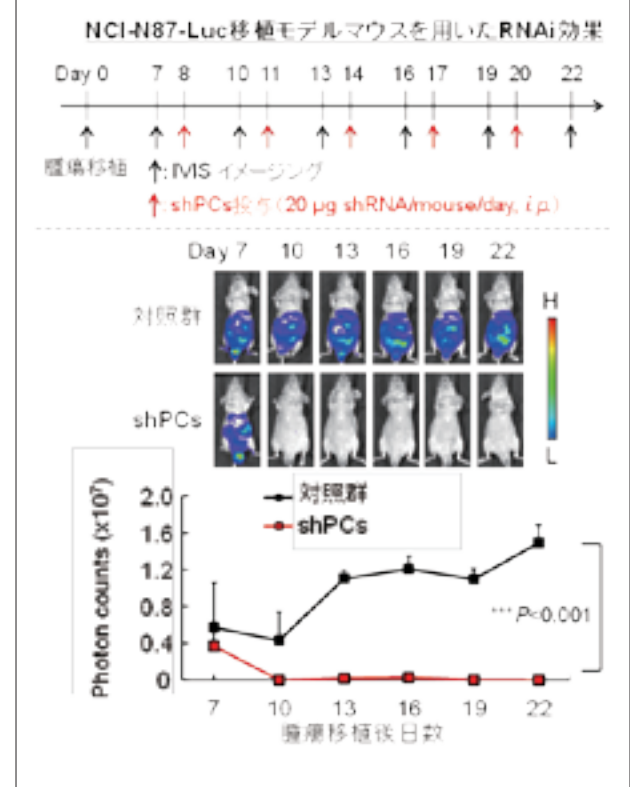 NCI-N87-Luc移植モデルマウスを用いたRNAi効果
Day 0 7 8 10 11 13 14 16 17 19 20 22
腫瘍移植 ↑: IVIS イメージング
↑: shPCs投与(20 μg shRNA/mouse/day, i.p.)
Day 7 10 13 16 19 22
対照群
H
shPCs
L
Photon counts (x10⁷)
対照群
shPCs
2.0
1.6
1.2
0.8
0.4
0
***P<0.001
7 10 13 16 19 22
腫瘍移植後日数